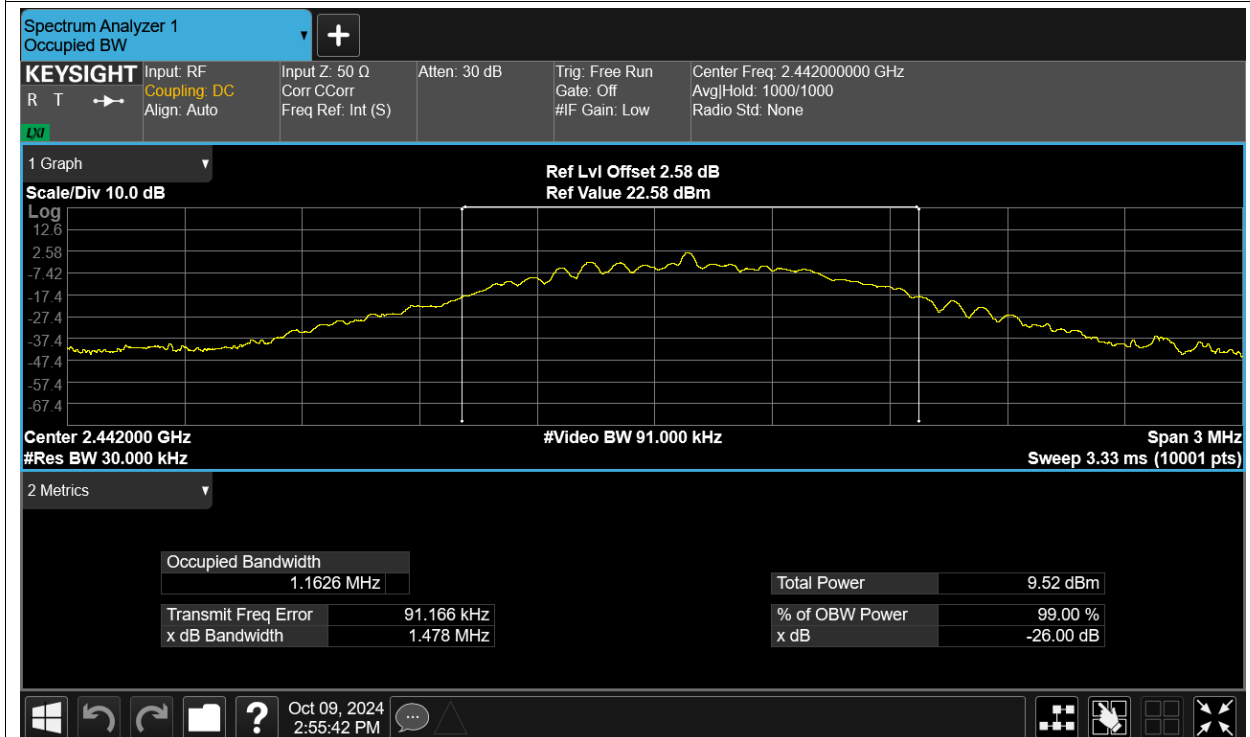 Spectrum Analyzer 1
Occupied BW
KEYSIGHT
R T
LXI
Input: RF
Coupling: DC
Align: Auto
Input Z: 50 Ω
Corr CCorr
Freq Ref: Int (S)
Atten: 30 dB
Trig: Free Run
Gate: Off
#IF Gain: Low
Center Freq: 2.442000000 GHz
Avg|Hold: 1000/1000
Radio Std: None
1 Graph
Scale/Div 10.0 dB
Ref Lvl Offset 2.58 dB
Ref Value 22.58 dBm
Log
12.6
2.58
-7.42
-17.4
-27.4
-37.4
-47.4
-57.4
-67.4
Center 2.442000 GHz
#Video BW 91.000 kHz
Span 3 MHz
#Res BW 30.000 kHz
Sweep 3.33 ms (10001 pts)
2 Metrics
Occupied Bandwidth
1.1626 MHz
Total Power 9.52 dBm
Transmit Freq Error 91.166 kHz
% of OBW Power 99.00 %
x dB Bandwidth 1.478 MHz
x dB -26.00 dB
?
Oct 09, 2024
2:55:42 PM